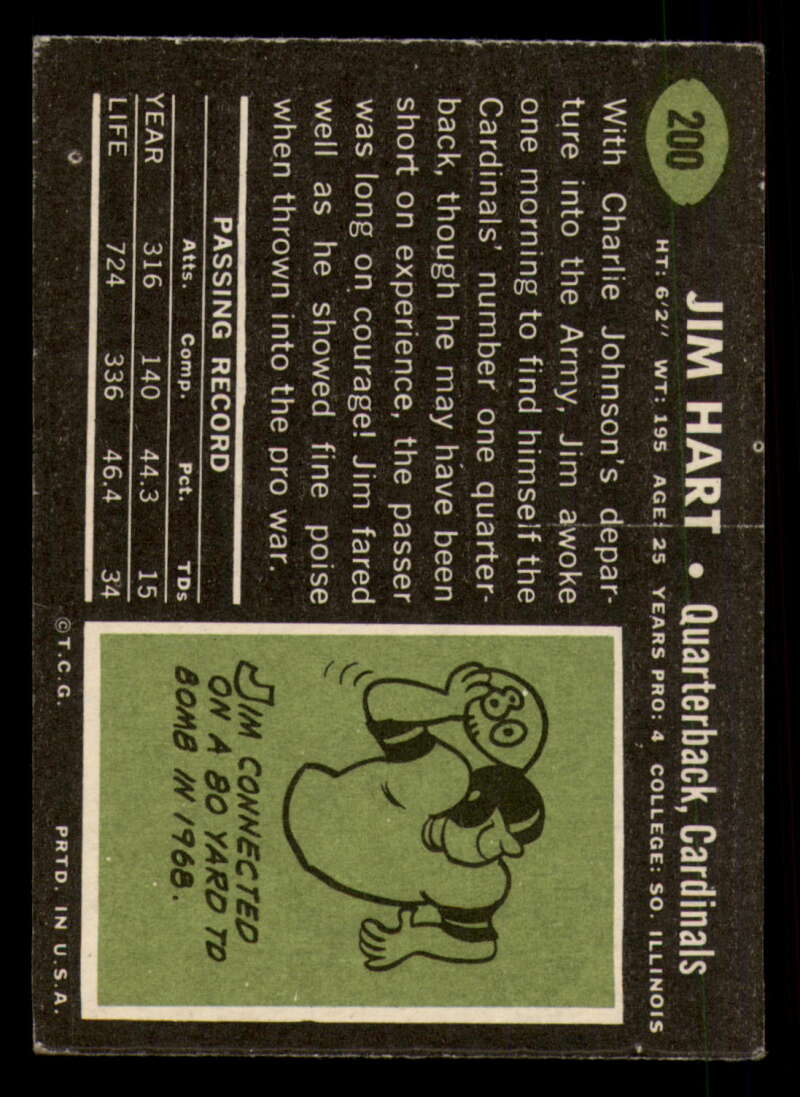 200
JIM HART • Quarterback, Cardinals
HT: 6'2" WT: 195 AGE: 25 YEARS PRO: 4 COLLEGE: SO. ILLINOIS
With Charlie Johnson's depar-
ture into the Army, Jim awoke
one morning to find himself the
Cardinals' number one quarter-
back, though he may have been
short on experience, the passer
was long on courage! Jim fared
well as he showed fine poise
when thrown into the pro war.
PASSING RECORD
Atts. Comp. Pct. TDs
YEAR 316 140 44.3 15
LIFE 724 336 46.4 34
80
JIM CONNECTED
ON A 80 YARD TD
BOMB IN 1968.
©T.C.G. PRTD. IN U.S.A.